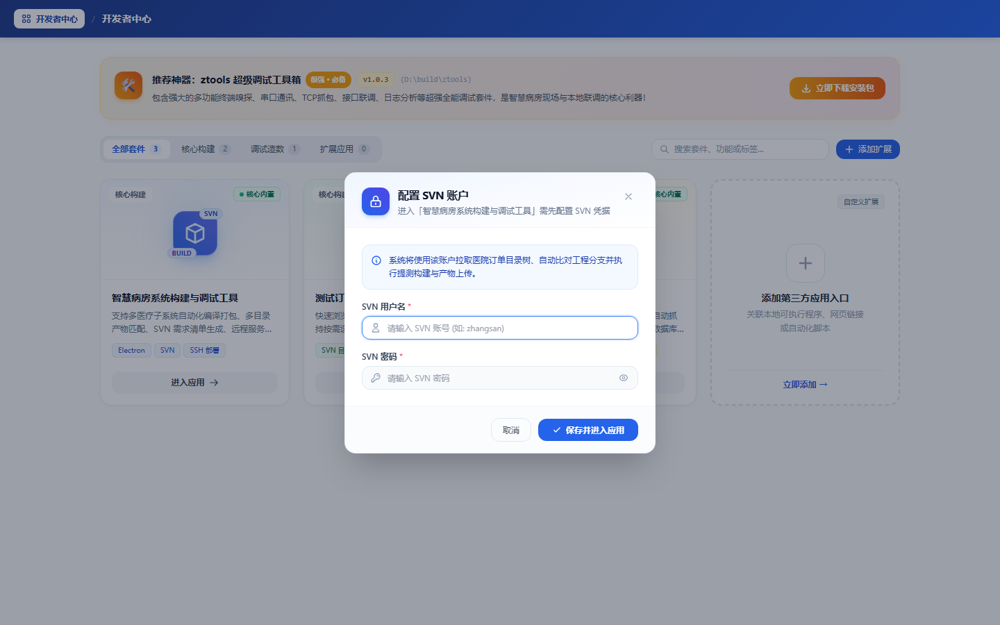 开发者中心 / 开发者中心
推荐神器：ztools 超级调试工具箱 很强・必备 v1.0.3 (D:\build\ztools)
包含强大的多功能终端嗅探、串口通讯、TCP抓包、接口联调、日志分析等超强全能调试套件，是智慧病房现场与本地联调的核心利器！
立即下载安装包
全部套件 3 核心构建 2 调试造数 1 扩展应用 0
搜索套件、功能或标签...
添加扩展
核心构建 核心内置
SVN
BUILD
智慧病房系统构建与调试工具
支持多医疗子系统自动化编译打包、多目录
产物匹配、SVN 需求清单生成、远程服务...
Electron SVN SSH 部署
进入应用 →
核心构建
测试订
快速浏览
持按需选
SVN 目
核心内置
自动抓
数据库...
自定义扩展
添加第三方应用入口
关联本地可执行程序、网页链接
或自动化脚本
立即添加 →
配置 SVN 账户
进入「智慧病房系统构建与调试工具」需先配置 SVN 凭据
系统将使用该账户拉取医院订单目录树、自动比对工程分支并执
行提测构建与产物上传。
SVN 用户名 *
请输入 SVN 账号 (如: zhangsan)
SVN 密码 *
请输入 SVN 密码
取消 保存并进入应用